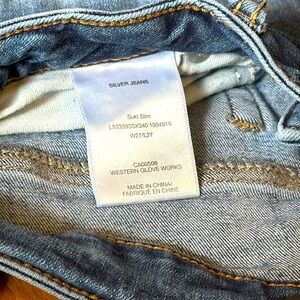 SILVER JEANS
Suki Slim
L93339SSX340 1004919
W27/L27
CA00508
WESTERN GLOVE WORKS
MADE IN CHINA/
FABRIQUÉ EN CHINE